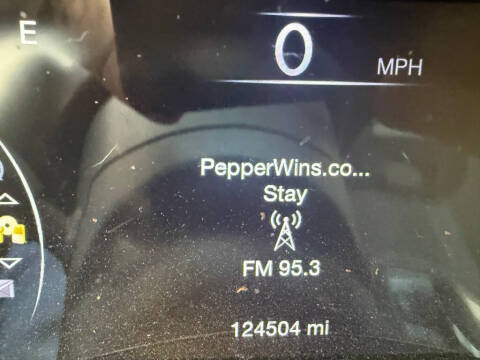 E
0
MPH
PepperWins.co...
Stay
FM 95.3
124504 mi